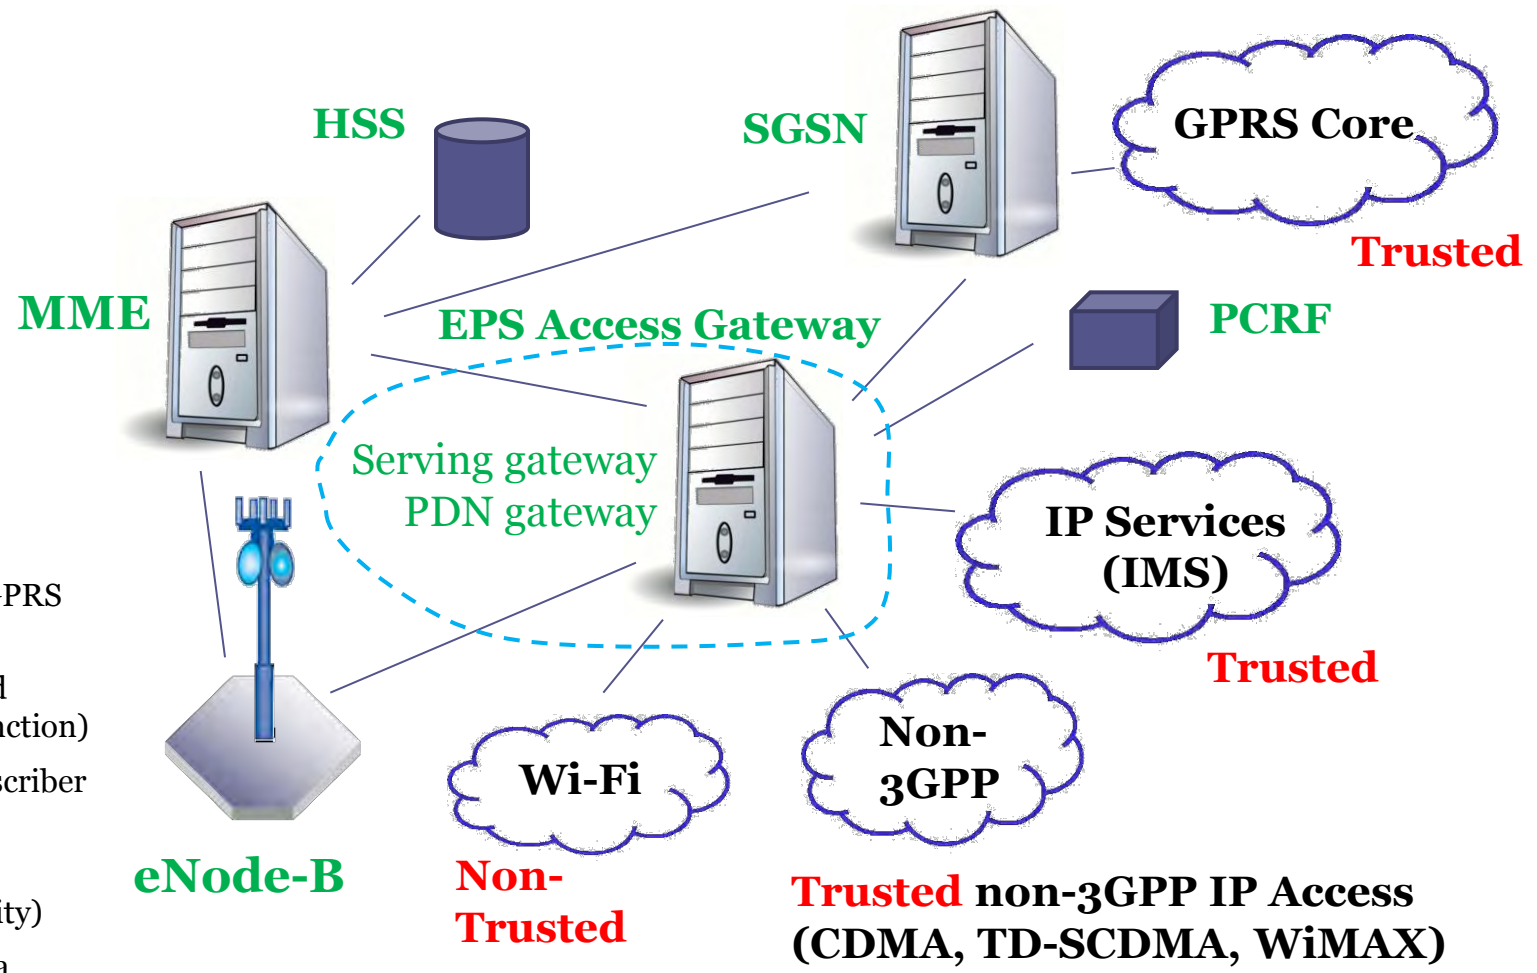 HSS
SGSN
GPRS Core
Trusted
MME
EPS Access Gateway
PCRF
Serving gateway
PDN gateway
IP Services
(IMS)
Trusted
Non-
3GPP
Wi-Fi
eNode-B
Non-
Trusted
Trusted non-3GPP IP Access
(CDMA, TD-SCDMA, WiMAX)